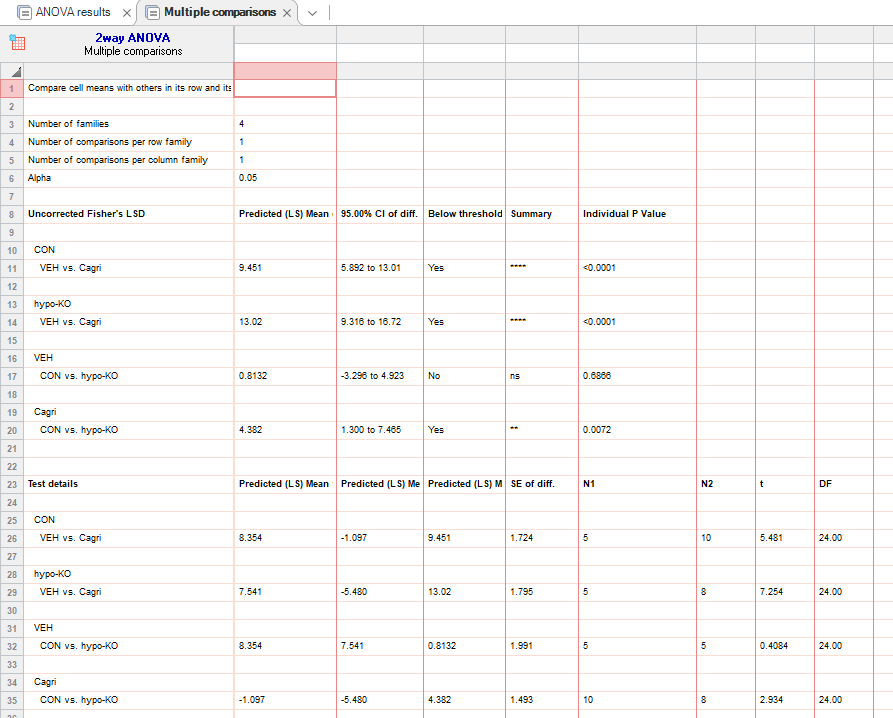 ANOVA results Multiple comparisons
2way ANOVA
Multiple comparisons
1 Compare cell means with others in its row and its
2
3 Number of families 4
4 Number of comparisons per row family 1
5 Number of comparisons per column family 1
6 Alpha 0.05
7
8 Uncorrected Fisher's LSD Predicted (LS) Mean 95.00% CI of diff. Below threshold Summary Individual P Value
9
10 CON
11 VEH vs. Cagri 9.451 5.892 to 13.01 Yes **** <0.0001
12
13 hypo-KO
14 VEH vs. Cagri 13.02 9.316 to 16.72 Yes **** <0.0001
15
16 VEH
17 CON vs. hypo-KO 0.8132 -3.296 to 4.923 No ns 0.6866
18
19 Cagri
20 CON vs. hypo-KO 4.382 1.300 to 7.465 Yes ** 0.0072
21
22
23 Test details Predicted (LS) Mean Predicted (LS) Me Predicted (LS) M SE of diff. N1 N2 t DF
24
25 CON
26 VEH vs. Cagri 8.354 -1.097 9.451 1.724 5 10 5.481 24.00
27
28 hypo-KO
29 VEH vs. Cagri 7.541 -5.480 13.02 1.795 5 8 7.254 24.00
30
31 VEH
32 CON vs. hypo-KO 8.354 7.541 0.8132 1.991 5 5 0.4084 24.00
33
34 Cagri
35 CON vs. hypo-KO -1.097 -5.480 4.382 1.493 10 8 2.934 24.00